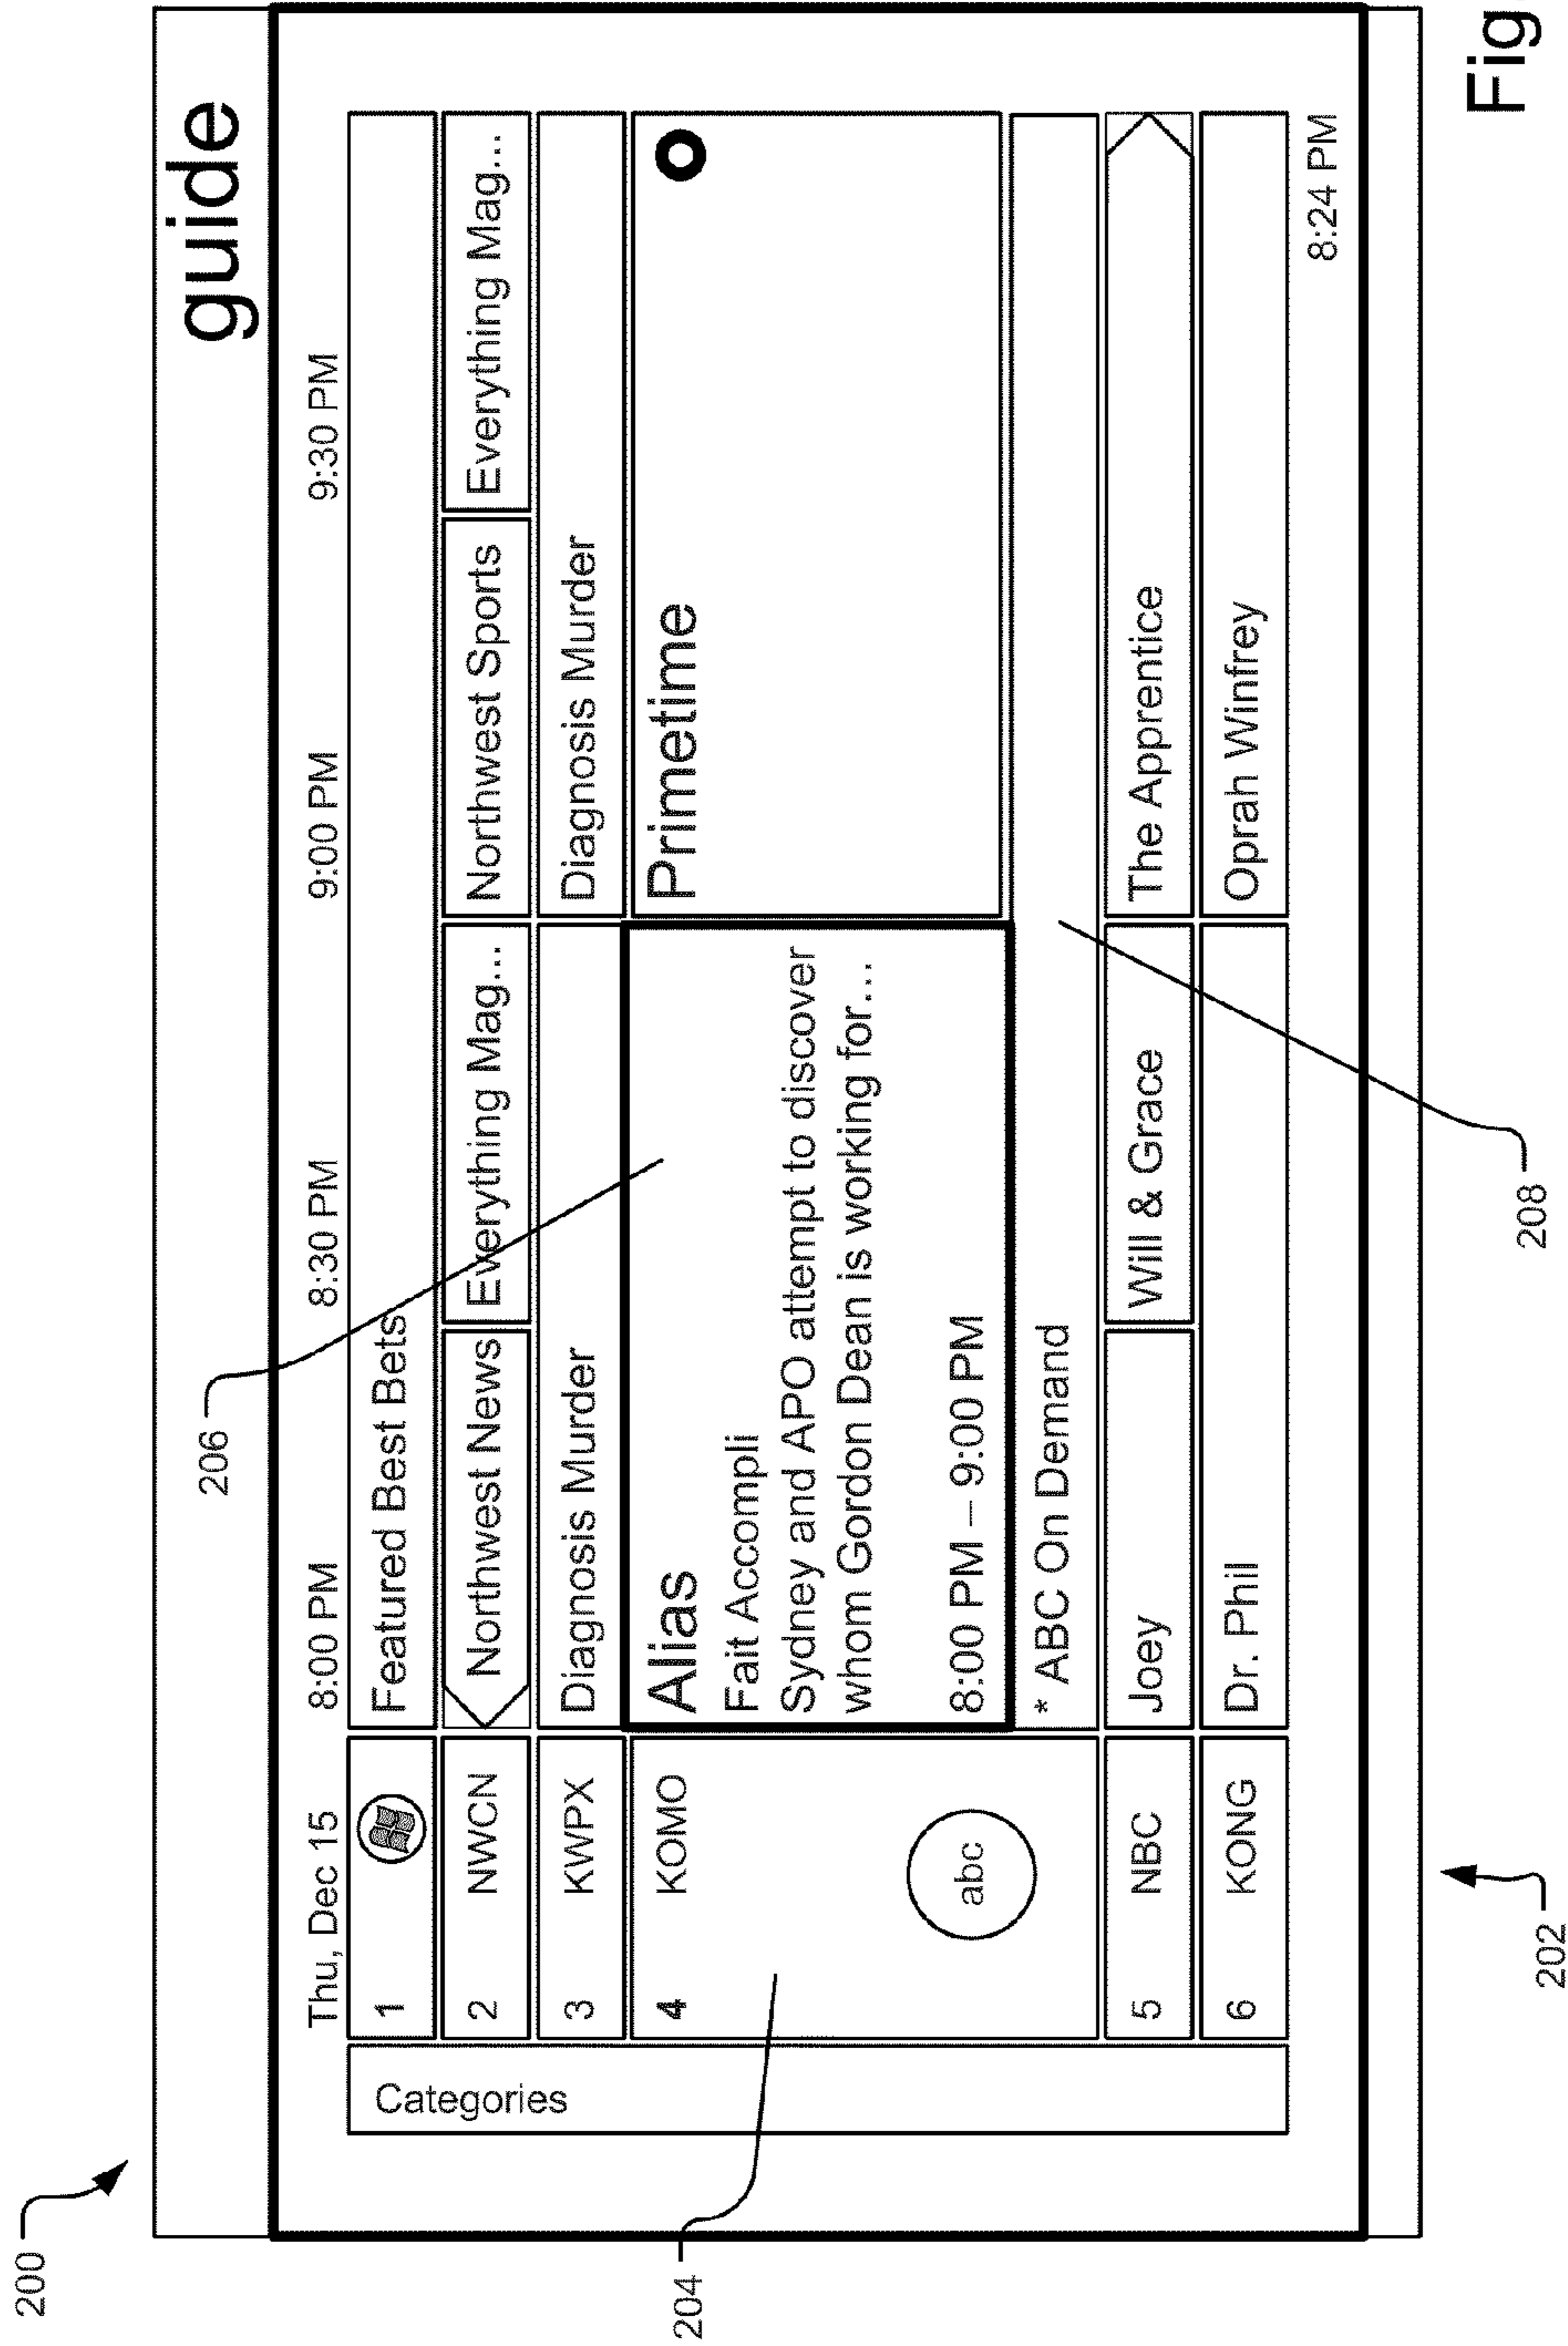 200
guide
206
Thu, Dec 15 8:00 PM 8:30 PM 9:00 PM 9:30 PM
Categories
1 Featured Best Bets
2 NWCN Northwest News Everything Mag... Northwest Sports Everything Mag...
3 KWPX Diagnosis Murder Diagnosis Murder
4 KOMO Alias Primetime
Fait Accompli
Sydney and APO attempt to discover
whom Gordon Dean is working for...
abc
8:00 PM – 9:00 PM
* ABC On Demand
5 NBC Joey Will & Grace The Apprentice
6 KONG Dr. Phil Oprah Winfrey
8:24 PM
204
208
202
Fig